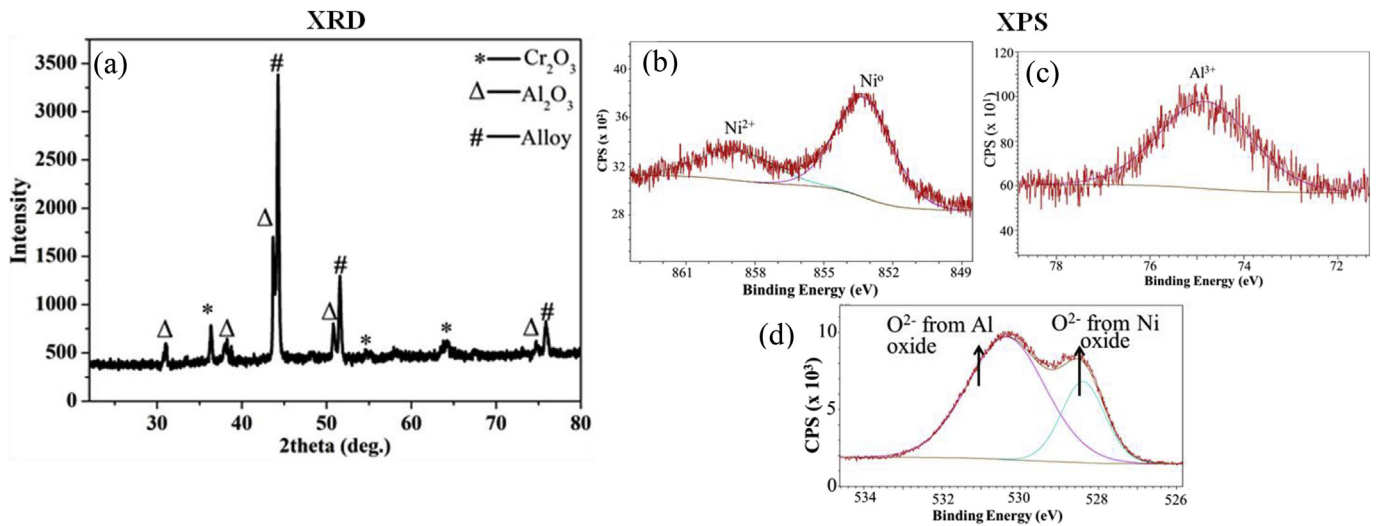 XRD
XPS
(a)
* Cr₂O₃
Δ Al₂O₃
# Alloy
#
Δ
#
*
Δ
Δ
Δ
*
*
Δ
#
3500
3000
2500
2000
1500
1000
500
0
Intensity
30 40 50 60 70 80
2theta (deg.)
(b)
Ni²⁺
Ni⁰
40
36
32
28
CPS (x 10²)
861 858 855 852 849
Binding Energy (eV)
(c)
Al³⁺
120
100
80
60
40
CPS (x 10¹)
78 76 74 72
Binding Energy (eV)
(d)
O²⁻ from Al
oxide
O²⁻ from Ni
oxide
10
5
0
CPS (x 10³)
534 532 530 528 526
Binding Energy (eV)